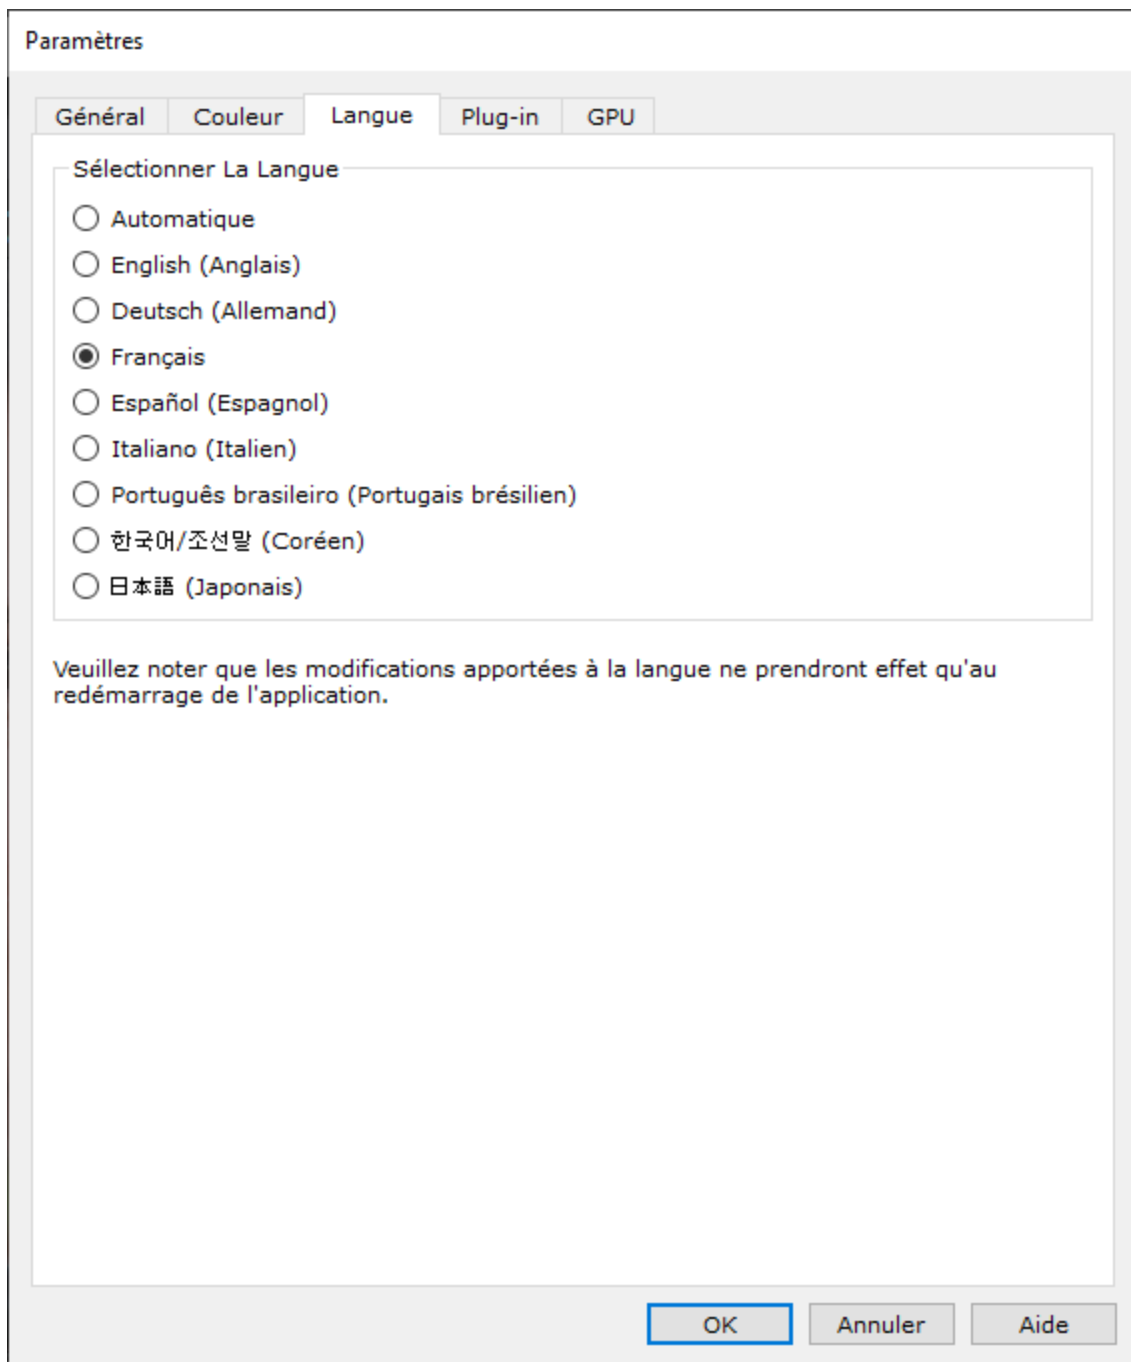 Paramètres
Général Couleur Langue Plug-in GPU
Sélectionner La Langue
Automatique
English (Anglais)
Deutsch (Allemand)
Français
Español (Espagnol)
Italiano (Italien)
Português brasileiro (Portugais brésilien)
한국어/조선말 (Coréen)
日本語 (Japonais)
Veuillez noter que les modifications apportées à la langue ne prendront effet qu'au
redémarrage de l'application.
OK Annuler Aide